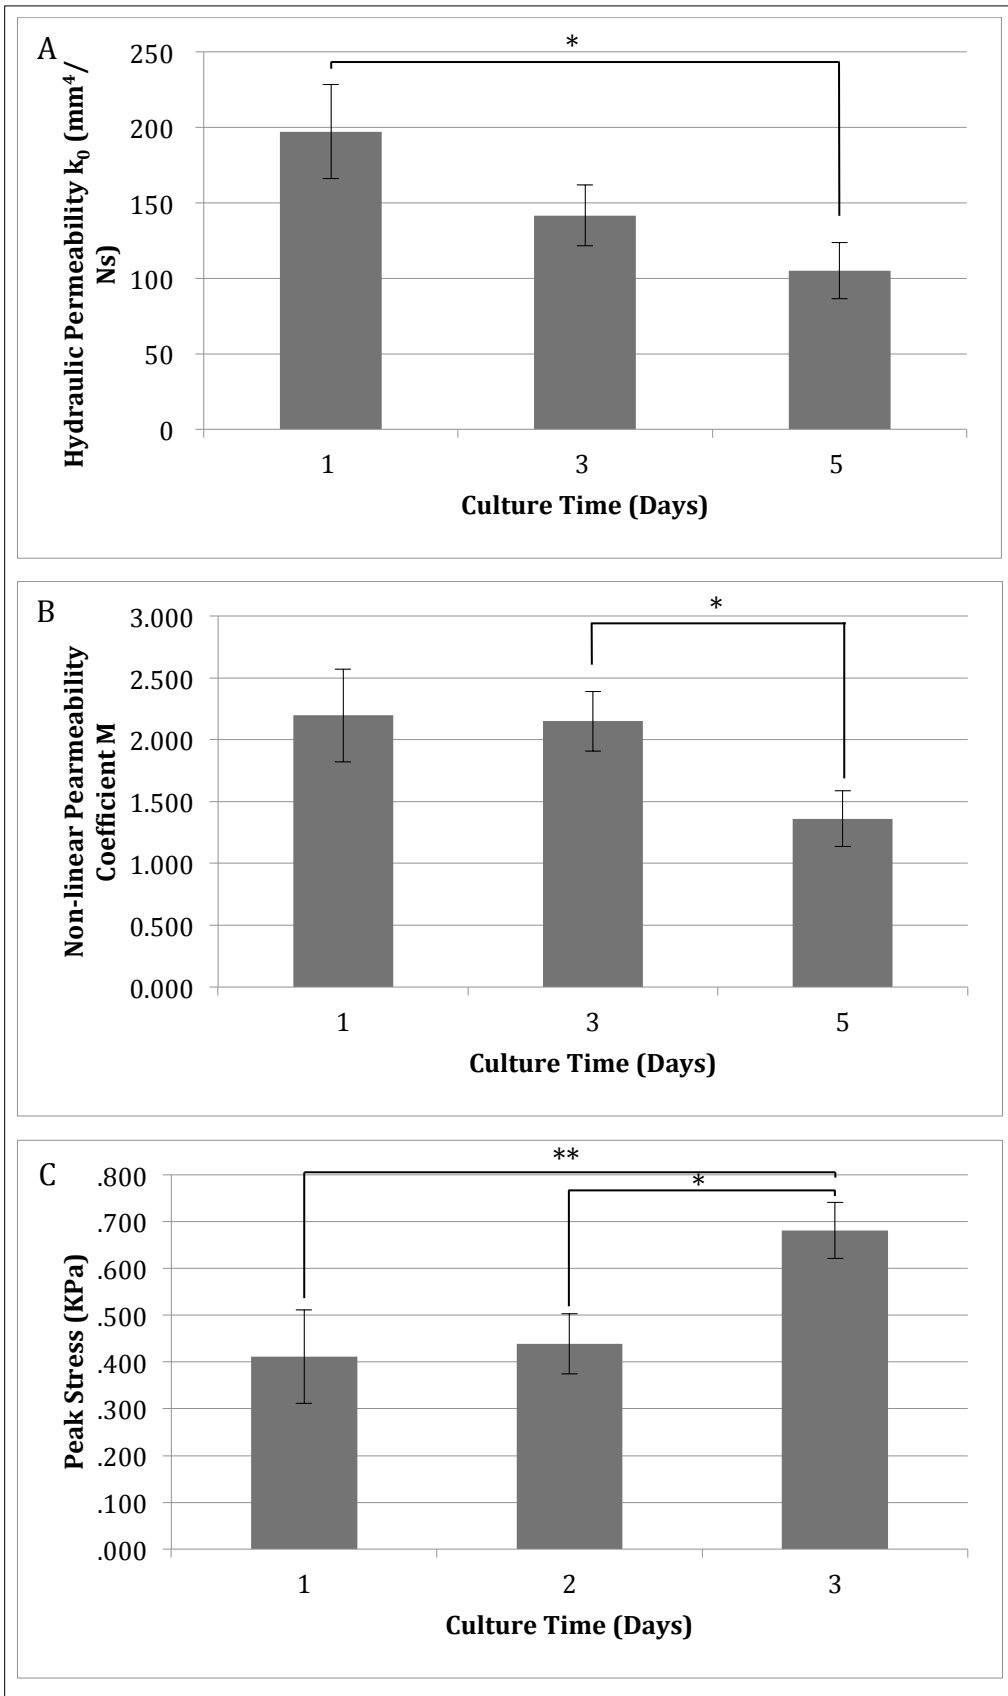 A
*
250
200
150
100
50
0
Hydraulic Permeability k₀ (mm⁴/
Ns)
1 3 5
Culture Time (Days)
B
*
3.000
2.500
2.000
1.500
1.000
0.500
0.000
Non-linear Pearmeability
Coefficient M
1 3 5
Culture Time (Days)
C
**
*
.800
.700
.600
.500
.400
.300
.200
.100
.000
Peak Stress (KPa)
1 2 3
Culture Time (Days)